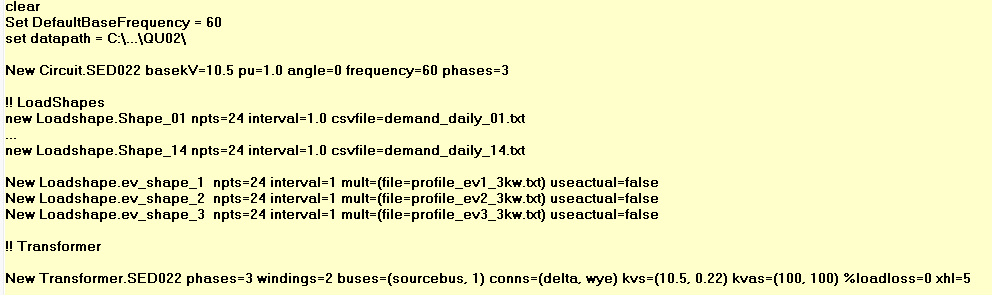 clear
Set DefaultBaseFrequency = 60
set datapath = C:\...\QU02\
New Circuit.SED022 basekV=10.5 pu=1.0 angle=0 frequency=60 phases=3
!! LoadShapes
new Loadshape.Shape_01 npts=24 interval=1.0 csvfile=demand_daily_01.txt
...
new Loadshape.Shape_14 npts=24 interval=1.0 csvfile=demand_daily_14.txt
New Loadshape.ev_shape_1  npts=24 interval=1 mult=(file=profile_ev1_3kw.txt) useactual=false
New Loadshape.ev_shape_2  npts=24 interval=1 mult=(file=profile_ev2_3kw.txt) useactual=false
New Loadshape.ev_shape_3  npts=24 interval=1 mult=(file=profile_ev3_3kw.txt) useactual=false
!! Transformer
New Transformer.SED022 phases=3 windings=2 buses=(sourcebus, 1) conns=(delta, wye) kvs=(10.5, 0.22) kvas=(100, 100) %loadloss=0 xhl=5